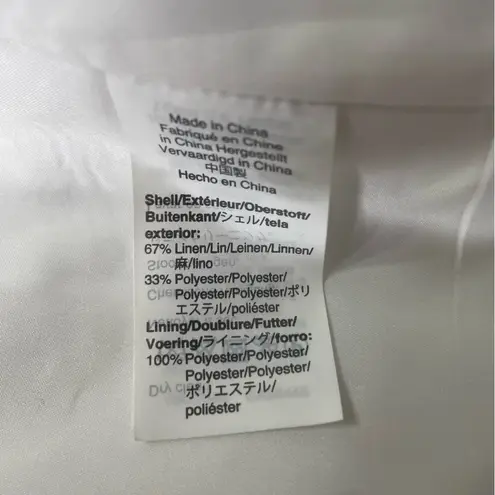 Made in China
Fabriqué en Chine
in China Hergestellt
Vervaardigd in China
中国製
Hecho en China
Shell/Extérieur/Oberstoff/
Buitenkant/シェル/tela
exterior:
67% Linen/Lin/Leinen/Linnen/
麻/lino
33% Polyester/Polyester/
Polyester/Polyester/ポリ
エステル/poliéster
Lining/Doublure/Futter/
Voering/ライニング/forro:
100% Polyester/Polyester/
Polyester/Polyester/
ポリエステル/
poliéster